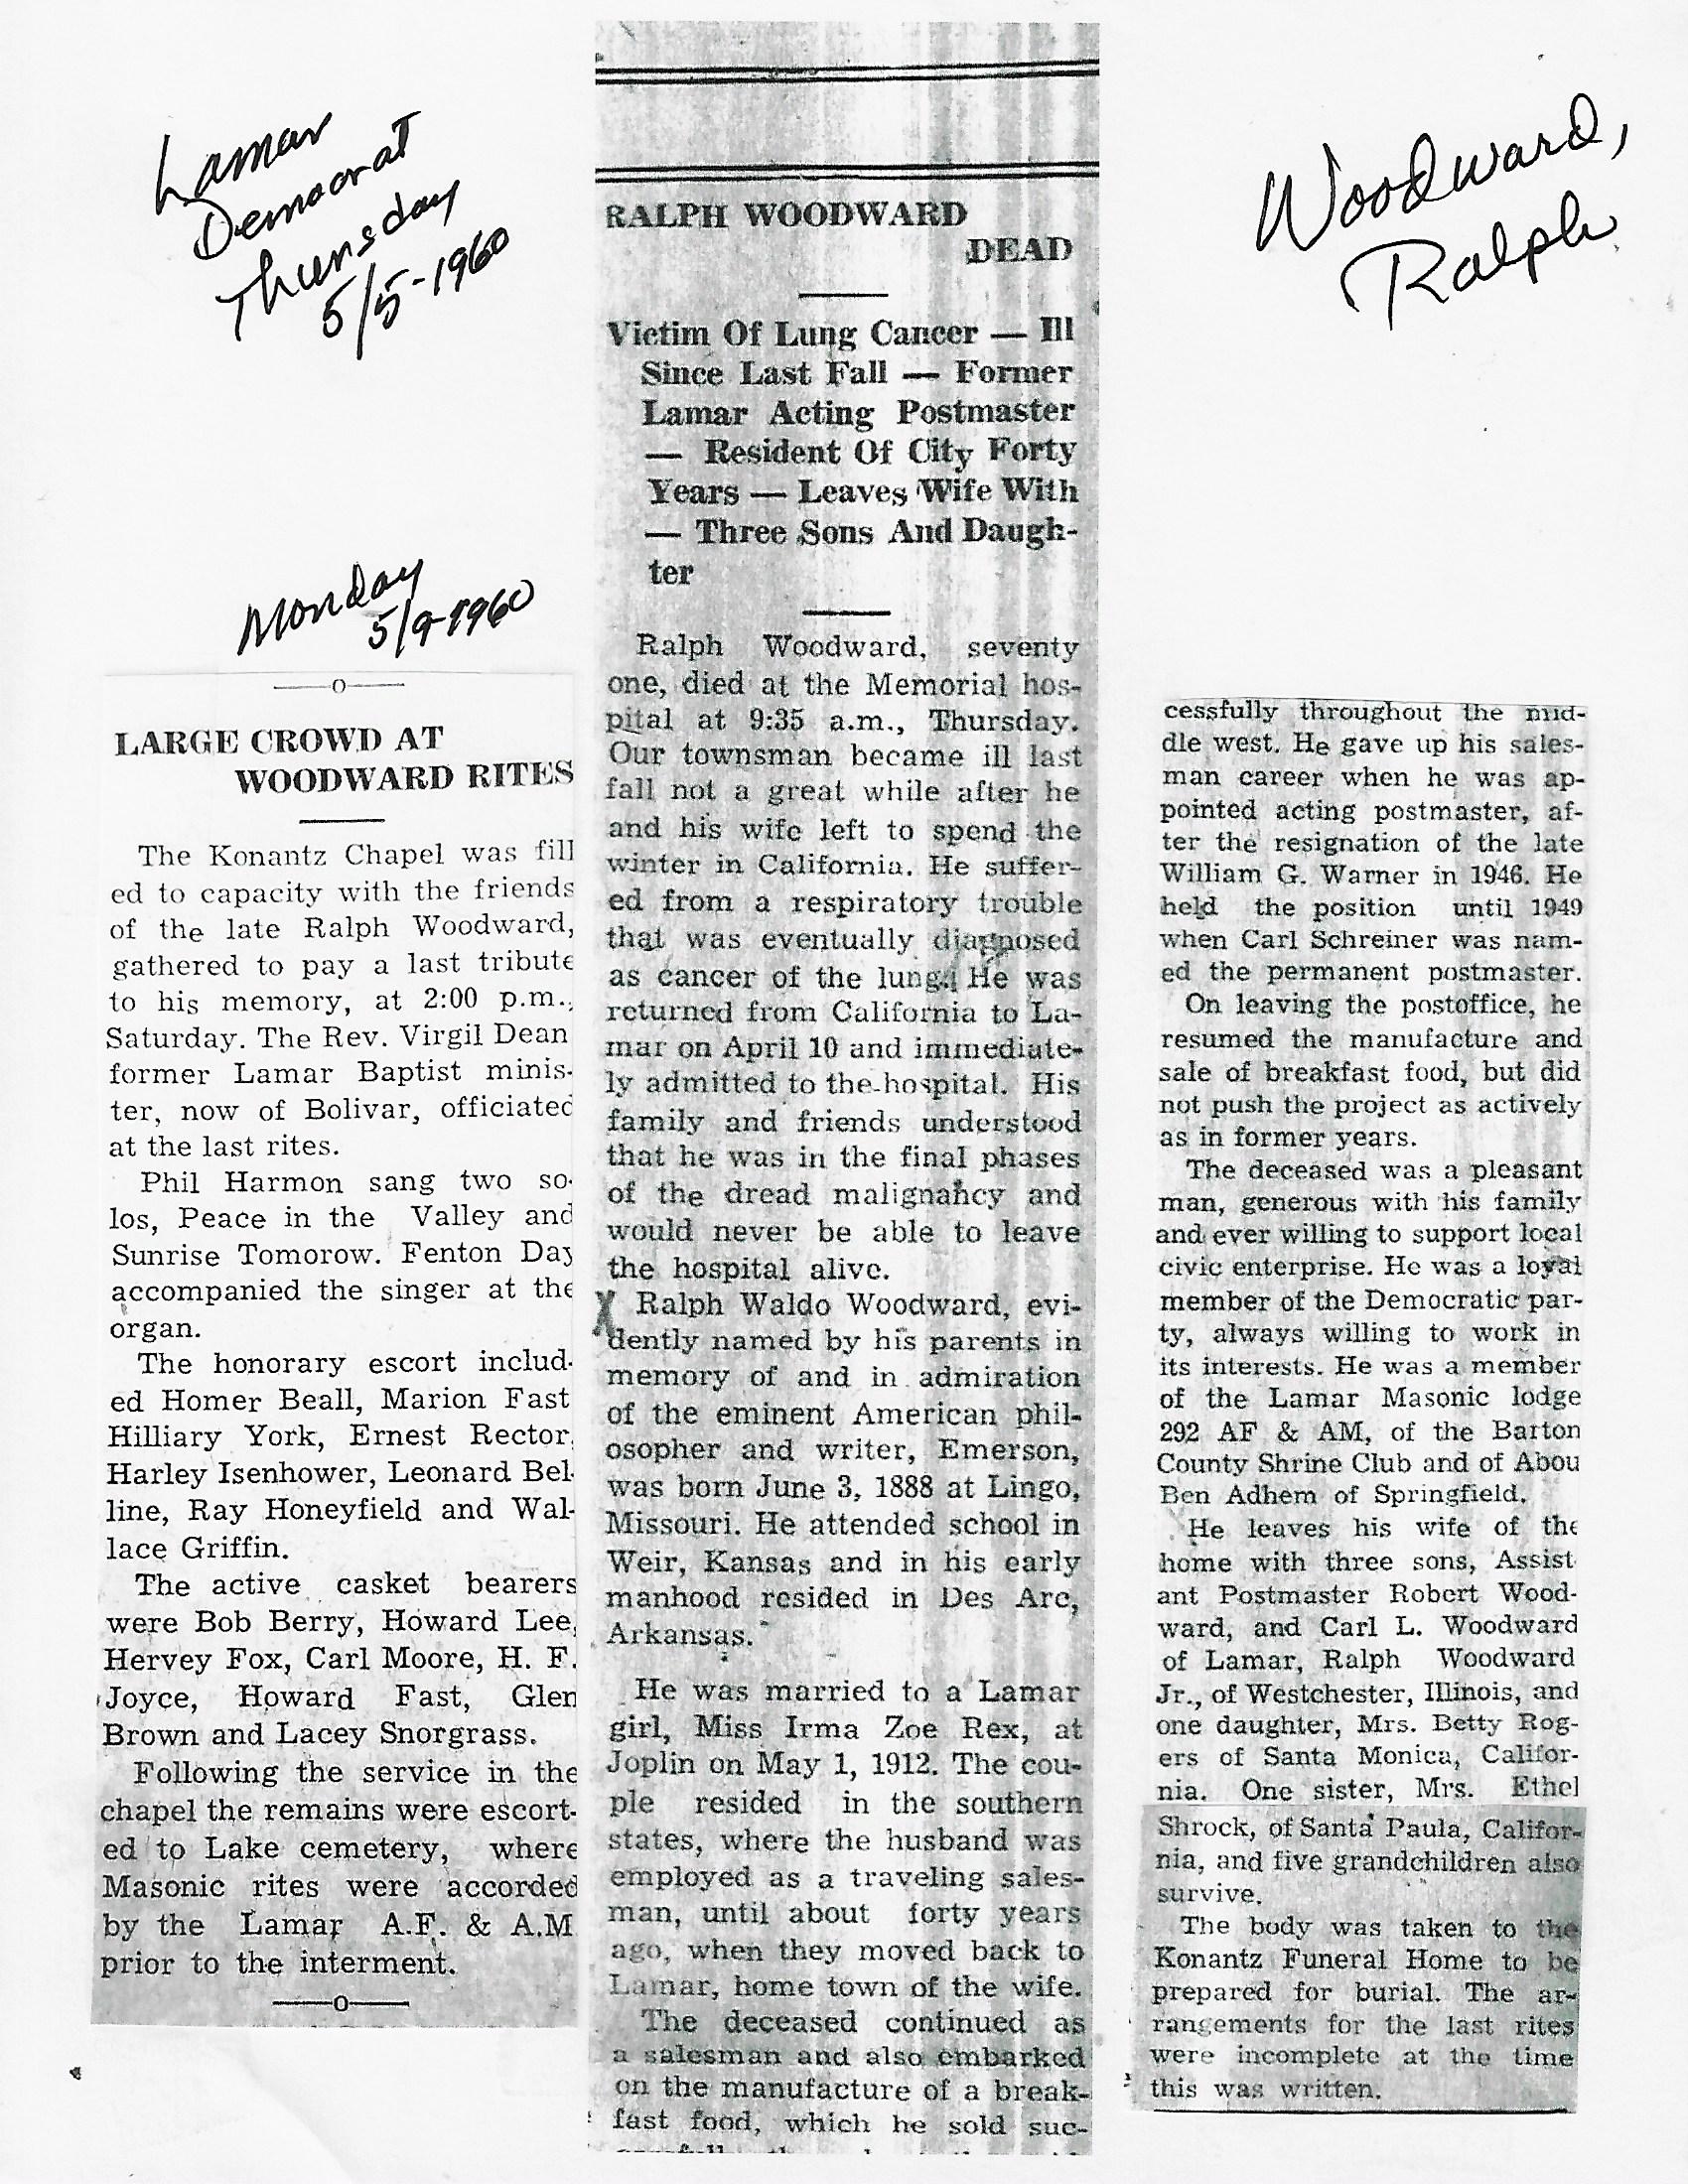 Lamar
Democrat
Thursday
5/5-1960
Woodward,
Ralph
Monday
5/9-1960
—o—
LARGE CROWD AT
WOODWARD RITES
The Konantz Chapel was fill
ed to capacity with the friends
of the late Ralph Woodward,
gathered to pay a last tribute
to his memory, at 2:00 p.m.,
Saturday. The Rev. Virgil Dean
former Lamar Baptist minis-
ter, now of Bolivar, officiated
at the last rites.
Phil Harmon sang two so-
los, Peace in the Valley and
Sunrise Tomorow. Fenton Day
accompanied the singer at the
organ.
The honorary escort includ-
ed Homer Beall, Marion Fast
Hilliary York, Ernest Rector,
Harley Isenhower, Leonard Bel-
line, Ray Honeyfield and Wal-
lace Griffin.
The active casket bearers
were Bob Berry, Howard Lee,
Hervey Fox, Carl Moore, H. F.
Joyce, Howard Fast, Glen
Brown and Lacey Snorgrass.
Following the service in the
chapel the remains were escort-
ed to Lake cemetery, where
Masonic rites were accorded
by the Lamar A.F. & A.M
prior to the interment.
—o—
RALPH WOODWARD
DEAD
Victim Of Lung Cancer — Ill
Since Last Fall — Former
Lamar Acting Postmaster
— Resident Of City Forty
Years — Leaves Wife With
— Three Sons And Daugh-
ter
Ralph Woodward, seventy
one, died at the Memorial hos-
pital at 9:35 a.m., Thursday.
Our townsman became ill last
fall not a great while after he
and his wife left to spend the
winter in California. He suffer-
ed from a respiratory trouble
that was eventually diagnosed
as cancer of the lung. He was
returned from California to La-
mar on April 10 and immediate-
ly admitted to the hospital. His
family and friends understood
that he was in the final phases
of the dread malignancy and
would never be able to leave
the hospital alive.
X Ralph Waldo Woodward, evi-
dently named by his parents in
memory of and in admiration
of the eminent American phil-
osopher and writer, Emerson,
was born June 3, 1888 at Lingo,
Missouri. He attended school in
Weir, Kansas and in his early
manhood resided in Des Arc,
Arkansas.
He was married to a Lamar
girl, Miss Irma Zoe Rex, at
Joplin on May 1, 1912. The cou-
ple resided in the southern
states, where the husband was
employed as a traveling sales-
man, until about forty years
ago, when they moved back to
Lamar, home town of the wife.
The deceased continued as
a salesman and also embarked
on the manufacture of a break-
fast food, which he sold suc-
cessfully throughout the mid-
dle west. He gave up his sales-
man career when he was ap-
pointed acting postmaster, af-
ter the resignation of the late
William G. Warner in 1946. He
held the position until 1949
when Carl Schreiner was nam-
ed the permanent postmaster.
On leaving the postoffice, he
resumed the manufacture and
sale of breakfast food, but did
not push the project as actively
as in former years.
The deceased was a pleasant
man, generous with his family
and ever willing to support local
civic enterprise. He was a loyal
member of the Democratic par-
ty, always willing to work in
its interests. He was a member
of the Lamar Masonic lodge
292 AF & AM, of the Barton
County Shrine Club and of Abou
Ben Adhem of Springfield.
He leaves his wife of the
home with three sons, Assist
ant Postmaster Robert Wood-
ward, and Carl L. Woodward
of Lamar, Ralph Woodward
Jr., of Westchester, Illinois, and
one daughter, Mrs. Betty Rog-
ers of Santa Monica, Califor-
nia. One sister, Mrs. Ethel
Shrock, of Santa Paula, Califor-
nia, and five grandchildren also
survive.
The body was taken to the
Konantz Funeral Home to be
prepared for burial. The ar-
rangements for the last rites
were incomplete at the time
this was written.